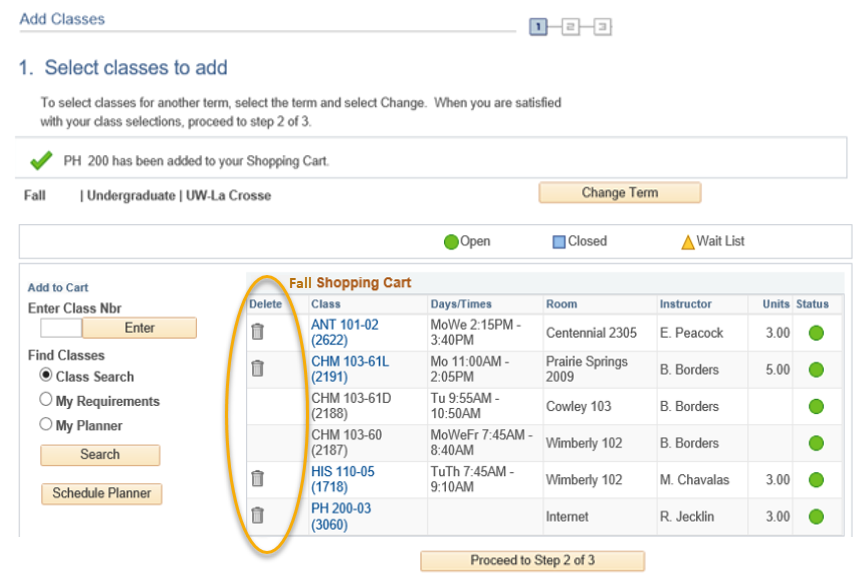 Add Classes
1 2 3
1. Select classes to add
To select classes for another term, select the term and select Change. When you are satisfied
with your class selections, proceed to step 2 of 3.
PH 200 has been added to your Shopping Cart.
Fall | Undergraduate | UW-La Crosse
Change Term
Open Closed Wait List
Add to Cart
Enter Class Nbr
Enter
Find Classes
Class Search
My Requirements
My Planner
Search
Schedule Planner
Fall Shopping Cart
Delete Class Days/Times Room Instructor Units Status
ANT 101-02 MoWe 2:15PM - Centennial 2305 E. Peacock 3.00
(2622) 3:40PM
CHM 103-61L Mo 11:00AM - Prairie Springs B. Borders 5.00
(2191) 2:05PM 2009
CHM 103-61D Tu 9:55AM - Cowley 103 B. Borders
(2188) 10:50AM
CHM 103-60 MoWeFr 7:45AM - Wimberly 102 B. Borders
(2187) 8:40AM
HIS 110-05 TuTh 7:45AM - Wimberly 102 M. Chavalas 3.00
(1718) 9:10AM
PH 200-03 Internet R. Jecklin 3.00
(3060)
Proceed to Step 2 of 3